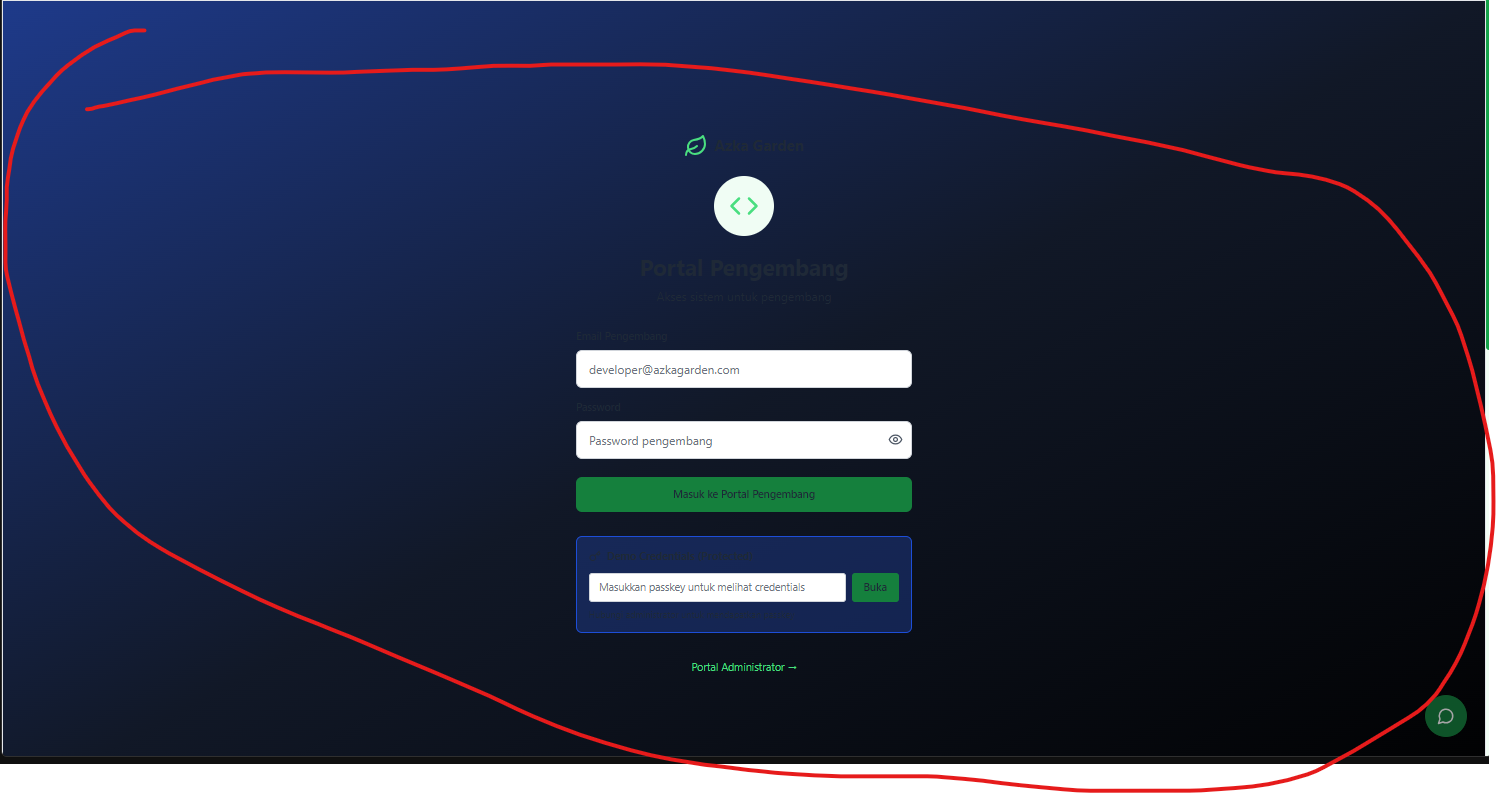 Azka Garden
Portal Pengembang
Akses sistem untuk pengembang
Email Pengembang
developer@azkagarden.com
Password
Password pengembang
Masuk ke Portal Pengembang
Masukkan passkey untuk melihat credentials
Buka
Portal Administrator →